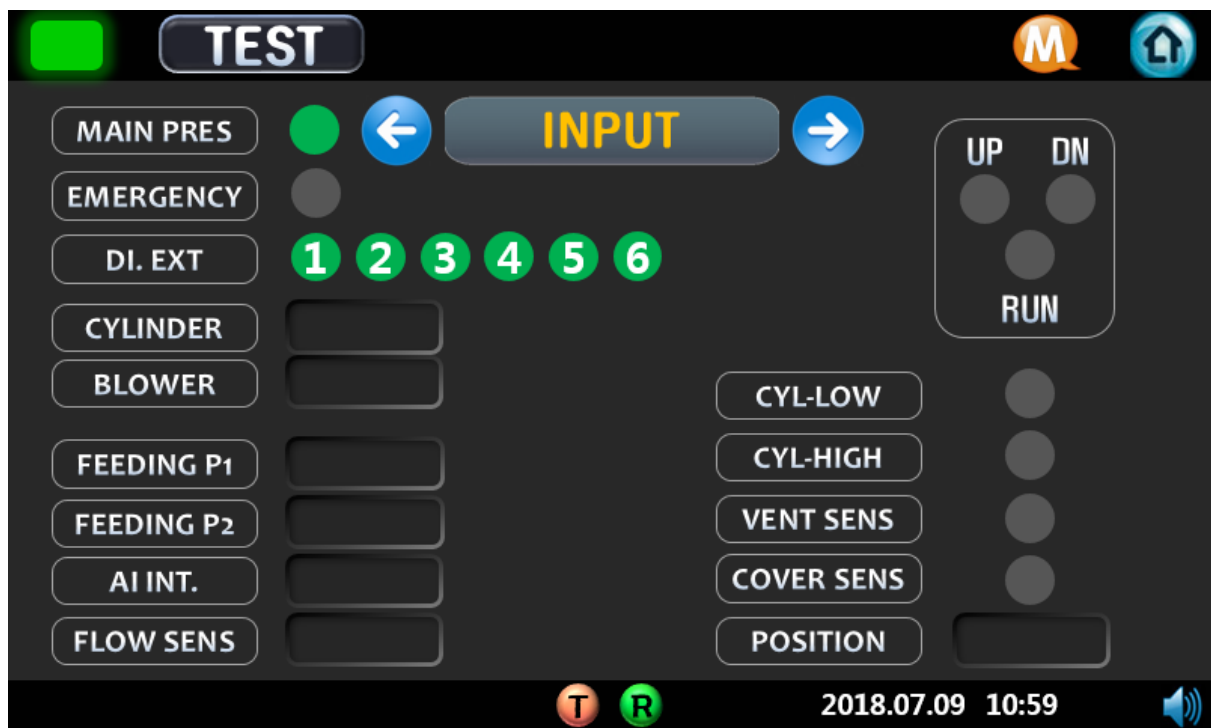 TEST M
MAIN PRES INPUT
UP DN
EMERGENCY
DI. EXT 1 2 3 4 5 6
RUN
CYLINDER
BLOWER
CYL-LOW
FEEDING P1
CYL-HIGH
FEEDING P2
VENT SENS
AI INT.
COVER SENS
FLOW SENS
POSITION
T R 2018.07.09 10:59